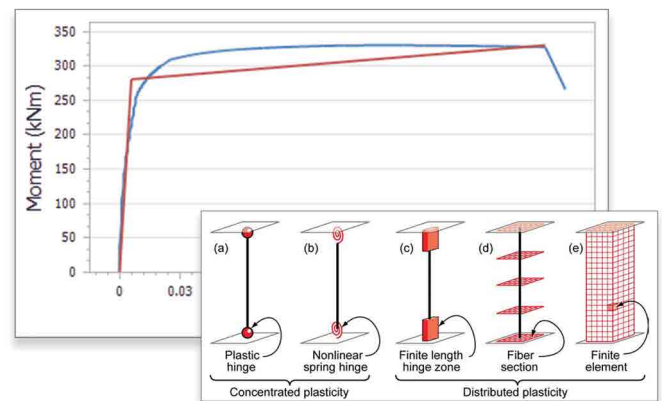 350
300
250
200
150
100
50
0
Moment (kNm)
0
0.03
(a)
(b)
(c)
(d)
(e)
Plastic
hinge
Nonlinear
spring hinge
Finite length
hinge zone
Fiber
section
Finite
element
Concentrated plasticity
Distributed plasticity